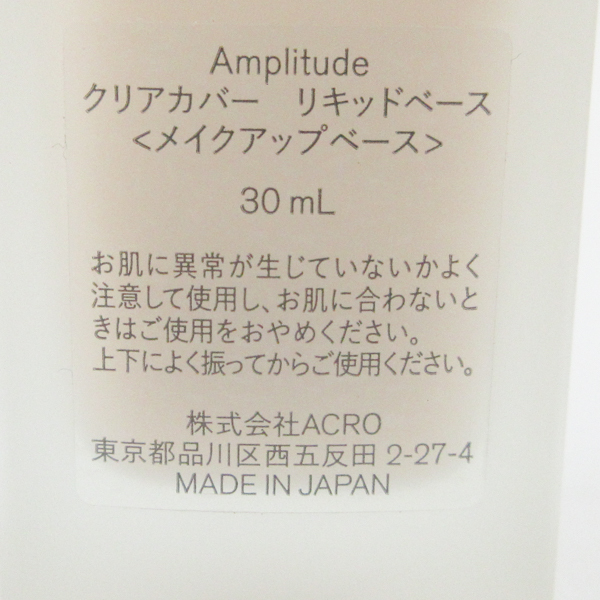 Amplitude
クリアカバー　リキッドベース
<メイクアップベース>
30 mL
お肌に異常が生じていないかよく
注意して使用し、お肌に合わないと
きはご使用をおやめください。
上下によく振ってからご使用ください。
株式会社ACRO
東京都品川区西五反田 2-27-4
MADE IN JAPAN